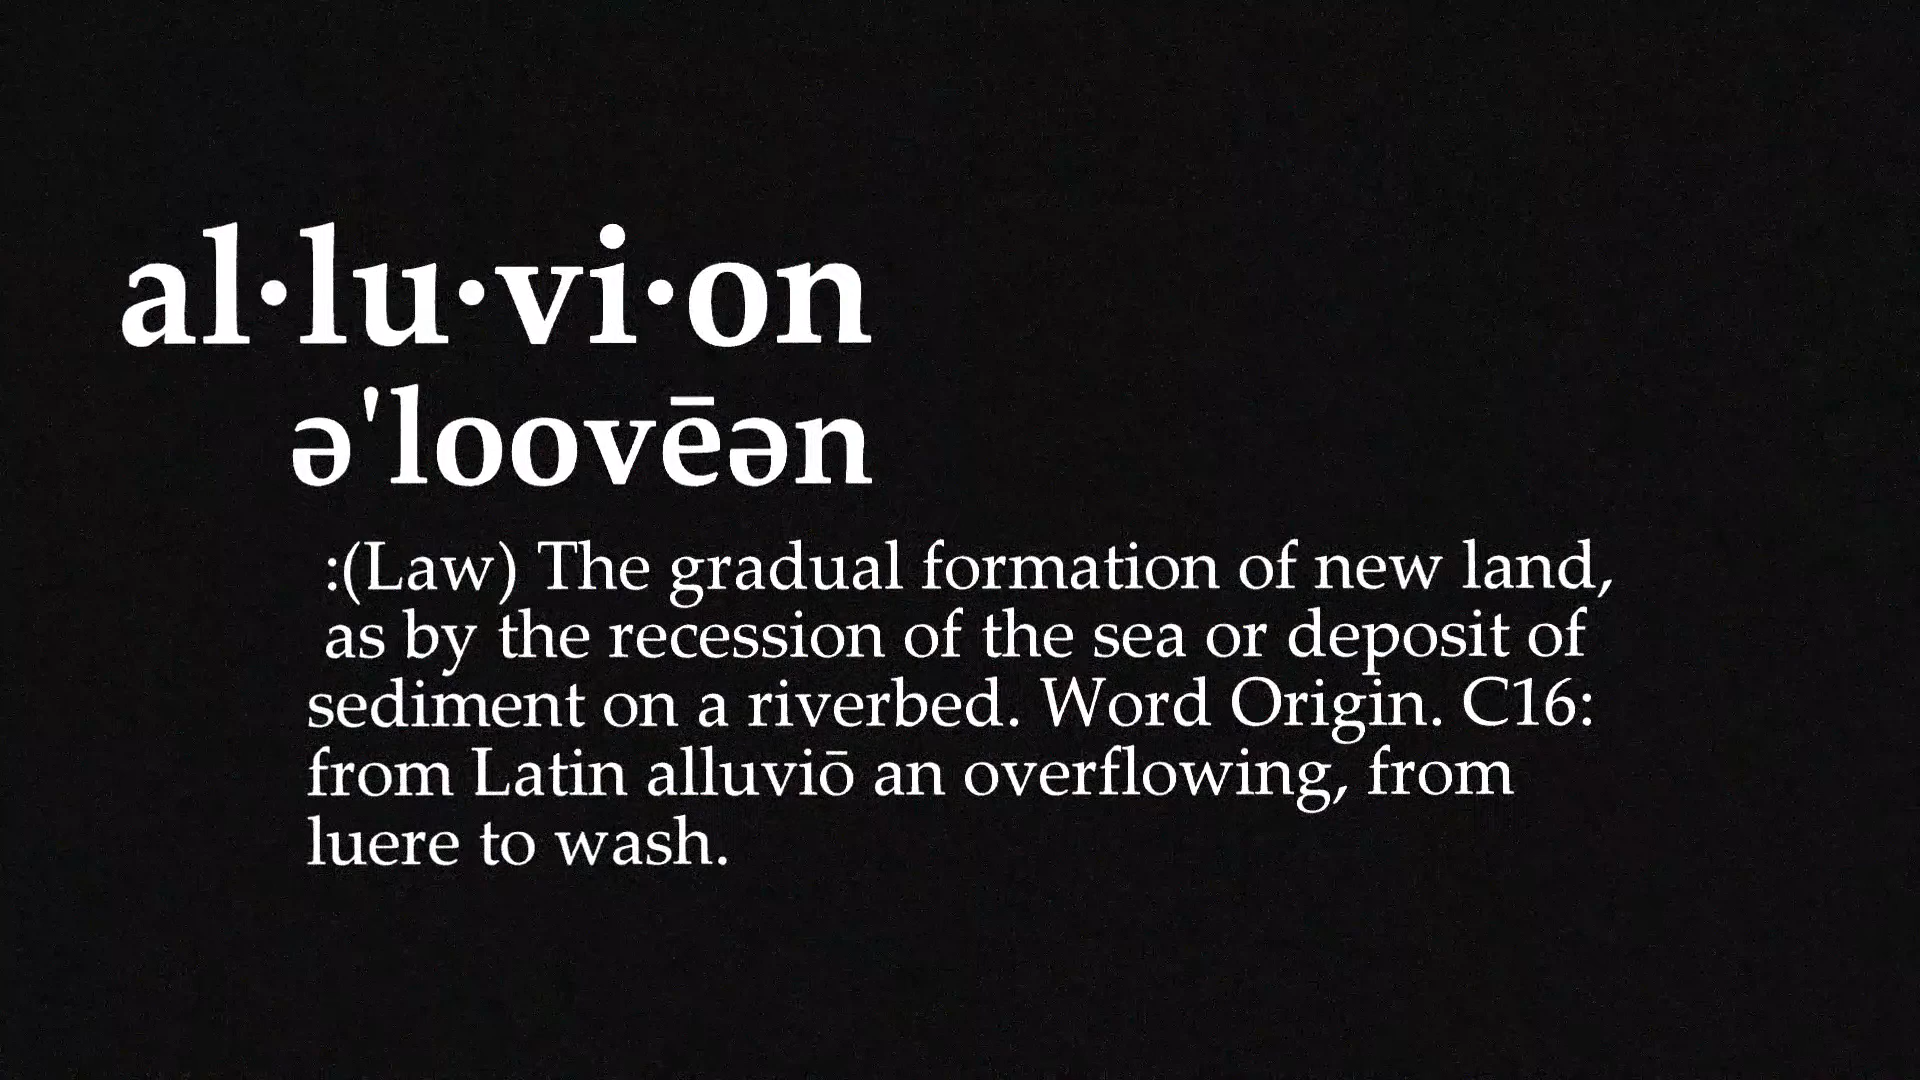 al·lu·vi·on
ə'loovēən
:(Law) The gradual formation of new land,
as by the recession of the sea or deposit of
sediment on a riverbed. Word Origin. C16:
from Latin alluviō an overflowing, from
luere to wash.